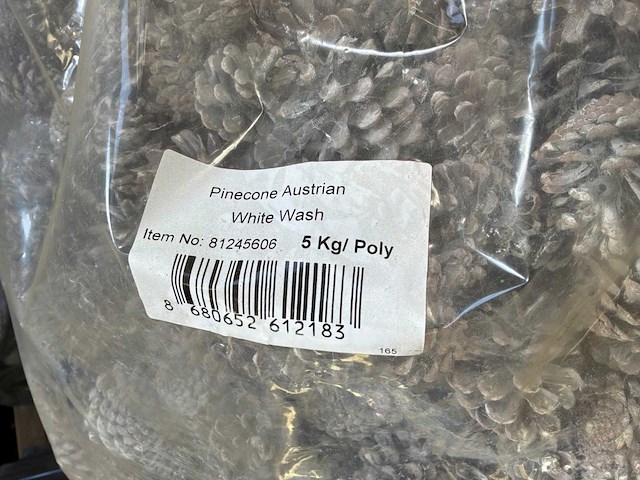 Pinecone Austrian
White Wash
Item No: 81245606 5 Kg/ Poly
8 680652 612183
165